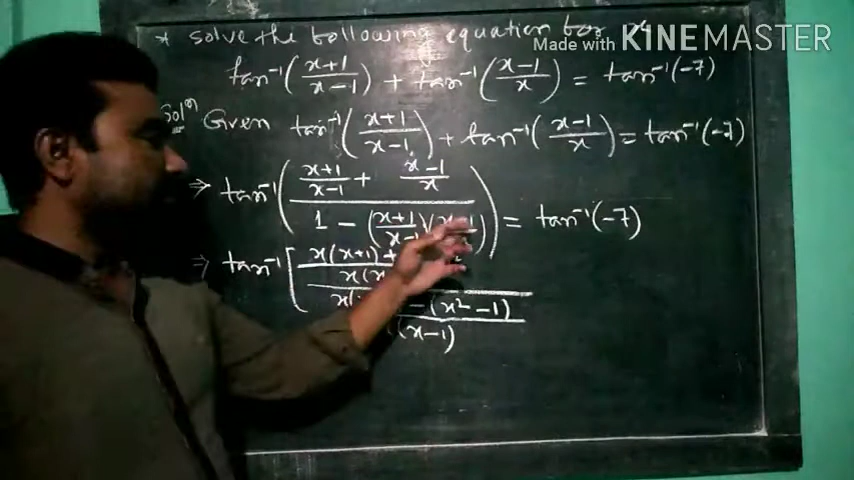 * solve the following equation for x
Made with KINEMASTER
tan⁻¹(x+1/x−1) + tan⁻¹(x−1/x) = tan⁻¹(−7)
Solⁿ Given tan⁻¹(x+1/x−1) + tan⁻¹(x−1/x) = tan⁻¹(−7)
⇒ tan⁻¹(x+1/x−1 + x−1/x
1 − (x+1/x−1)(x−1) = tan⁻¹(−7)
⇒ tan⁻¹[x(x+1)+
x(x
− (x²−1)
(x−1)